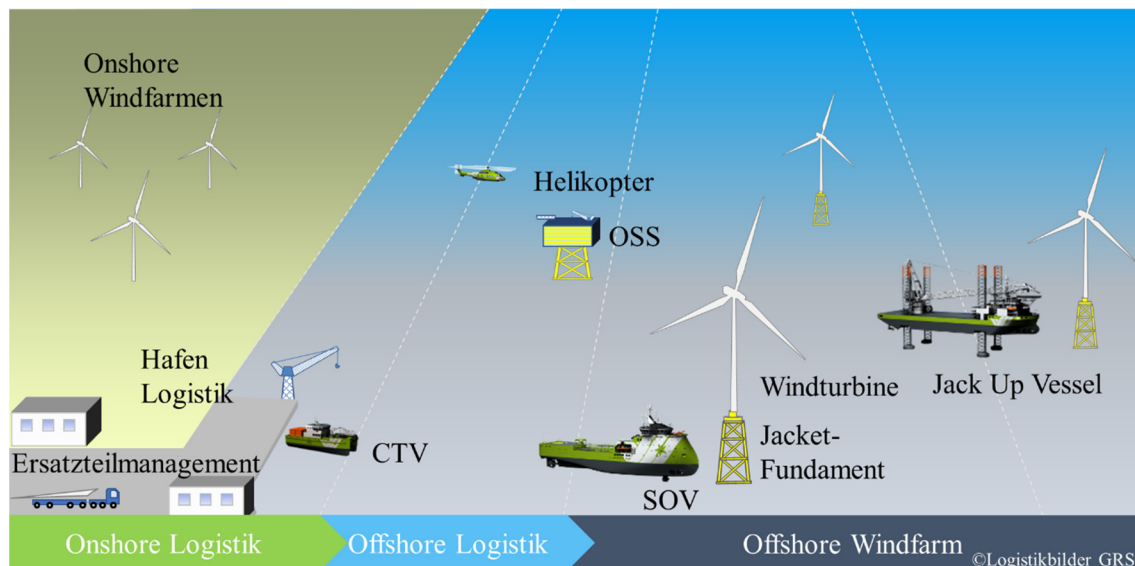 Onshore
Windfarmen
Helikopter
OSS
Hafen
Logistik
Windturbine
Jack Up Vessel
CTV
Jacket-
Fundament
Ersatzteilmanagement
SOV
Onshore Logistik
Offshore Logistik
Offshore Windfarm
©Logistikbilder GRS